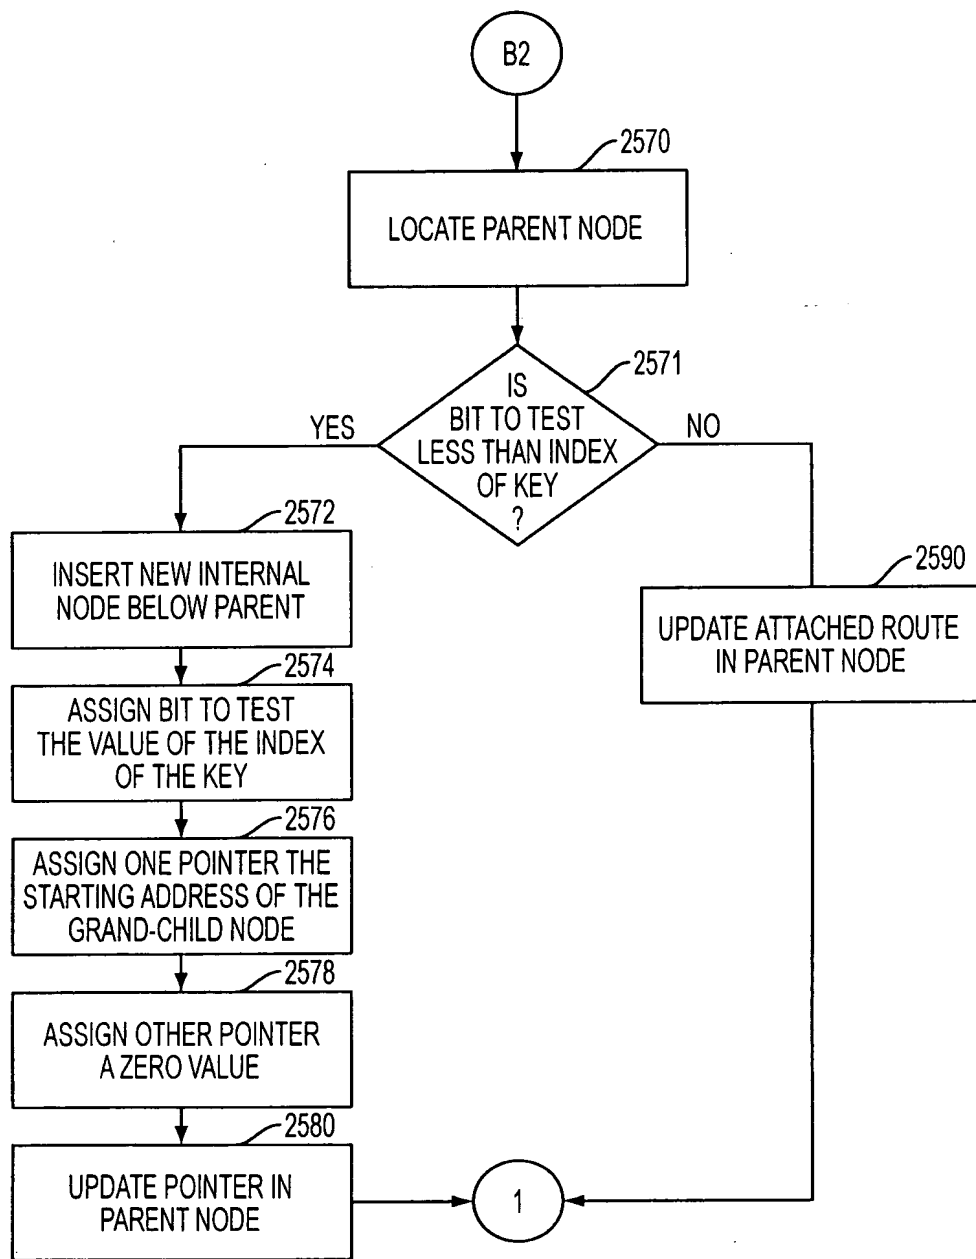 B2
2570
LOCATE PARENT NODE
2571
IS
BIT TO TEST
LESS THAN INDEX
OF KEY
?
YES
NO
2572
INSERT NEW INTERNAL
NODE BELOW PARENT
2590
UPDATE ATTACHED ROUTE
IN PARENT NODE
2574
ASSIGN BIT TO TEST
THE VALUE OF THE INDEX
OF THE KEY
2576
ASSIGN ONE POINTER THE
STARTING ADDRESS OF THE
GRAND-CHILD NODE
2578
ASSIGN OTHER POINTER
A ZERO VALUE
2580
UPDATE POINTER IN
PARENT NODE
1